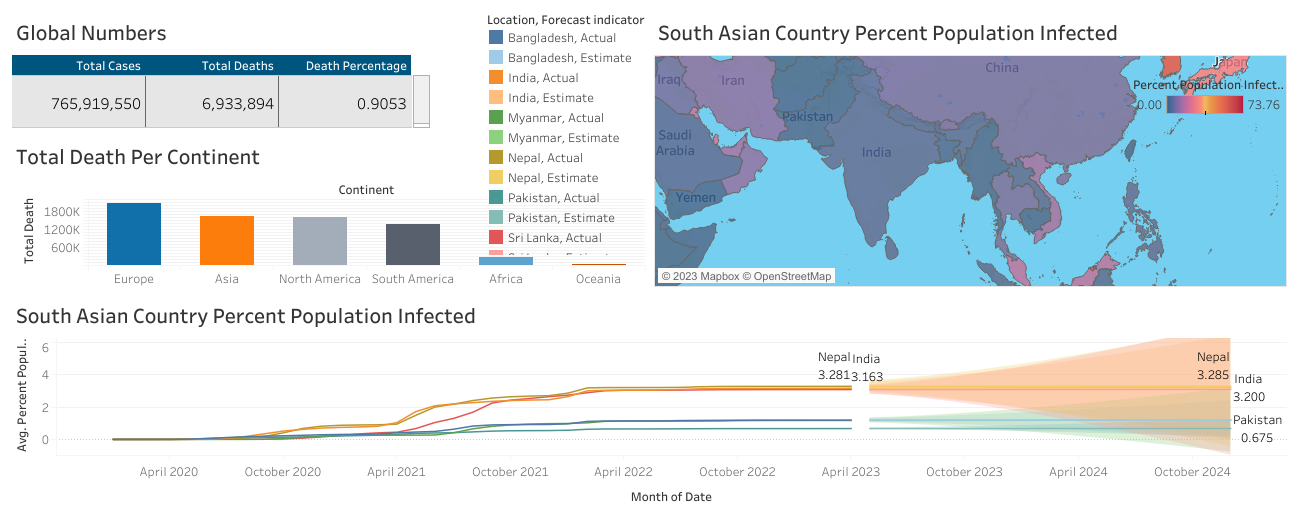 Global Numbers
Total Cases Total Deaths Death Percentage
765,919,550 6,933,894 0.9053
Total Death Per Continent
Continent
Total Death
1800K
1200K
600K
Europe Asia North America South America Africa Oceania
Location, Forecast indicator
Bangladesh, Actual
Bangladesh, Estimate
India, Actual
India, Estimate
Myanmar, Actual
Myanmar, Estimate
Nepal, Actual
Nepal, Estimate
Pakistan, Actual
Pakistan, Estimate
Sri Lanka, Actual
South Asian Country Percent Population Infected
China
Japan
Iraq
Iran
Pakistan
Saudi
Arabia
India
Yemen
Percent Population Infect..
0.00 73.76
© 2023 Mapbox © OpenStreetMap
South Asian Country Percent Population Infected
Avg. Percent Popul..
6
4
2
0
Nepal
3.281
India
3.163
Nepal
3.285
India
3.200
Pakistan
0.675
April 2020 October 2020 April 2021 October 2021 April 2022 October 2022 April 2023 October 2023 April 2024 October 2024
Month of Date